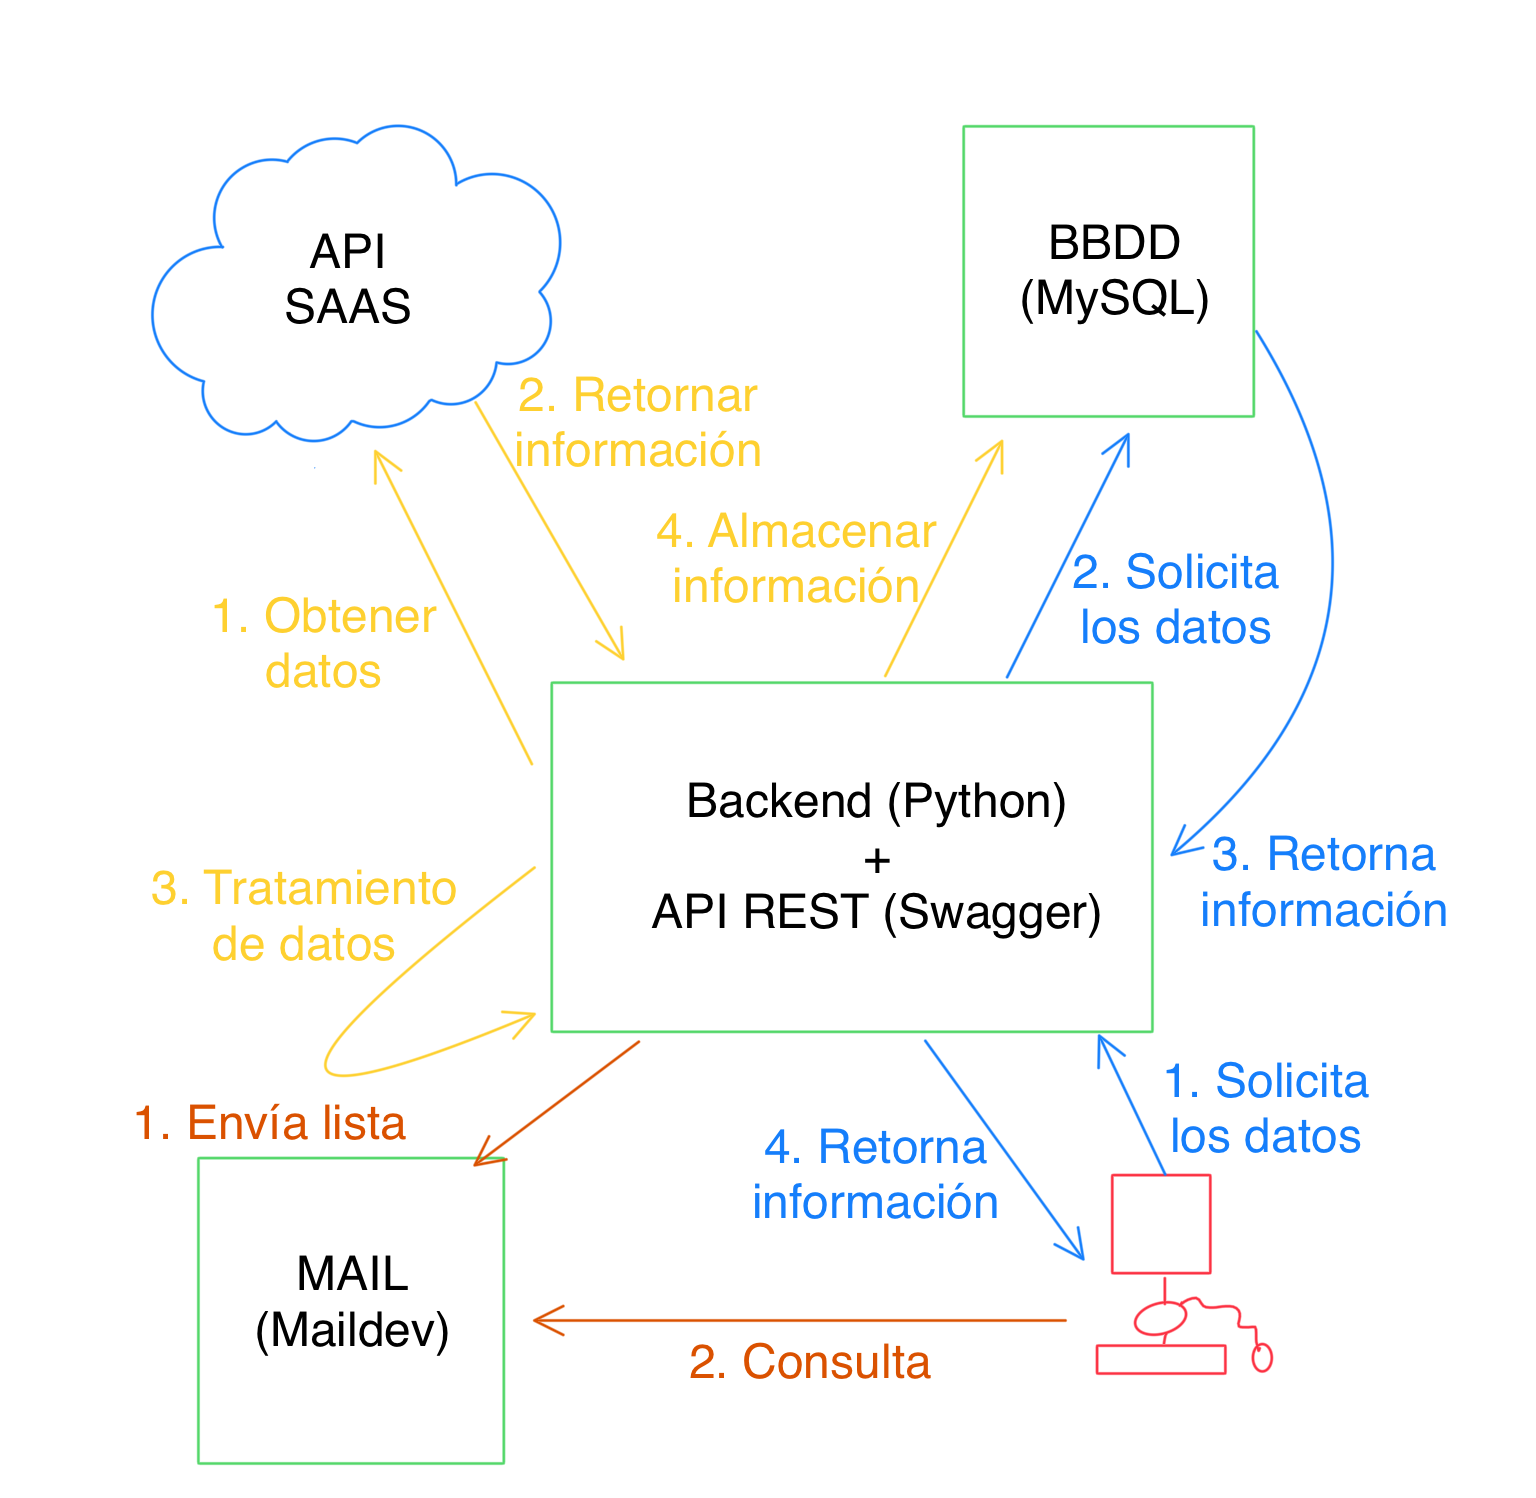 API
SAAS
BBDD
(MySQL)
2. Retornar
información
4. Almacenar
información
2. Solicita
los datos
1. Obtener
datos
Backend (Python)
+
API REST (Swagger)
3. Retorna
información
3. Tratamiento
de datos
1. Solicita
los datos
1. Envía lista
4. Retorna
información
MAIL
(Maildev)
2. Consulta